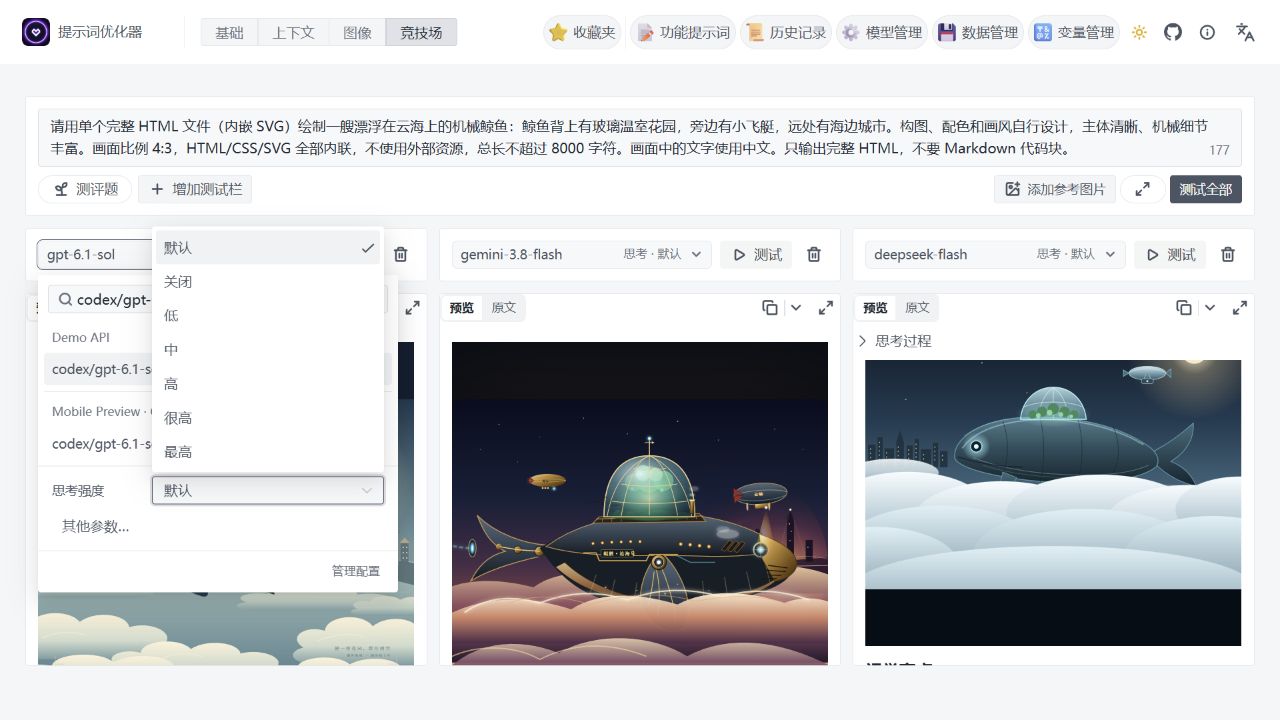 提示词优化器
基础
上下文
图像
竞技场
收藏夹
功能提示词
历史记录
模型管理
数据管理
变量管理
请用单个完整 HTML 文件（内嵌 SVG）绘制一艘漂浮在云海上的机械鲸鱼：鲸鱼背上有玻璃温室花园，旁边有小飞艇，远处有海边城市。构图、配色和画风自行设计，主体清晰、机械细节
丰富。画面比例 4:3，HTML/CSS/SVG 全部内联，不使用外部资源，总长不超过 8000 字符。画面中的文字使用中文。只输出完整 HTML，不要 Markdown 代码块。
177
测评题
增加测试栏
添加参考图片
测试全部
gpt-6.1-sol
codex/gpt-
Demo API
codex/gpt-6.1-s
Mobile Preview ·
codex/gpt-6.1-s
默认
关闭
低
中
高
很高
最高
思考强度
默认
其他参数...
管理配置
gemini-3.8-flash
思考 · 默认
测试
预览
原文
deepseek-flash
思考 · 默认
测试
预览
原文
思考过程